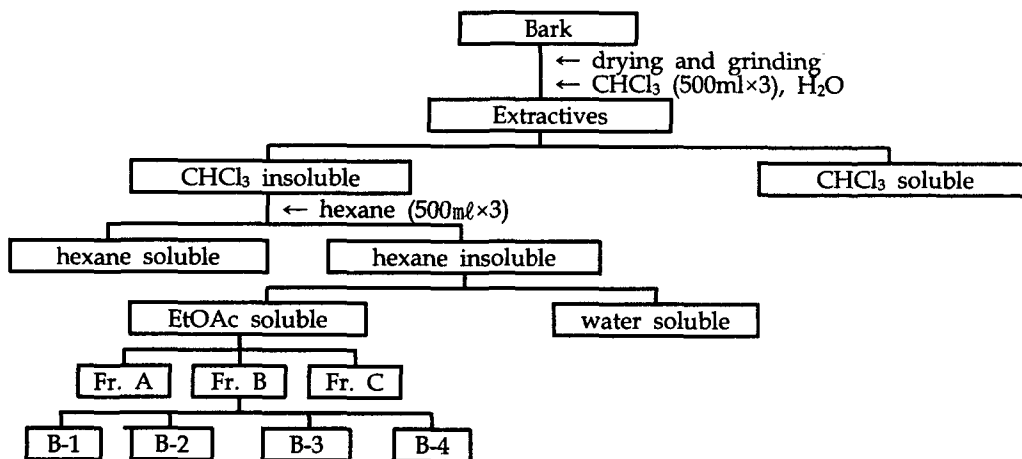 Bark
← drying and grinding
← CHCl₃ (500ml×3), H₂O
Extractives
CHCl₃ insoluble
CHCl₃ soluble
← hexane (500㎖×3)
hexane soluble
hexane insoluble
EtOAc soluble
water soluble
Fr. A
Fr. B
Fr. C
B-1
B-2
B-3
B-4